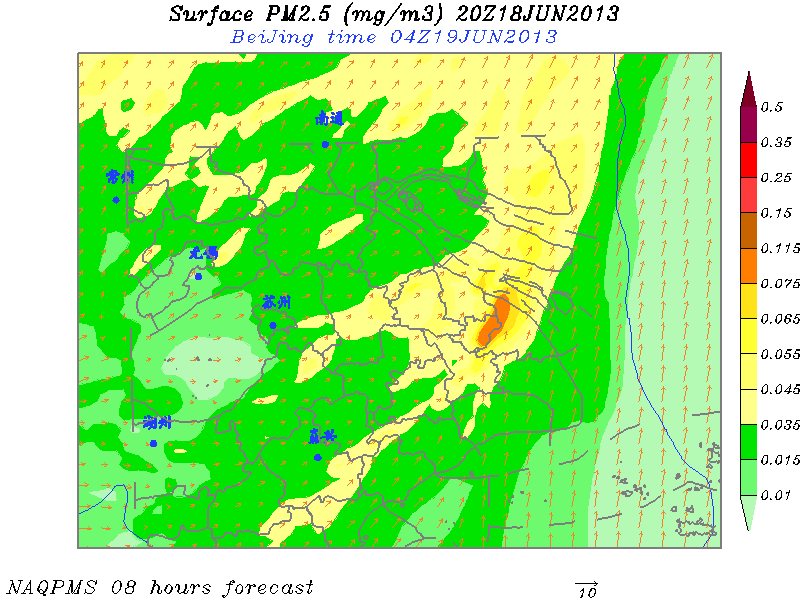 Surface PM2.5 (mg/m3) 20Z18JUN2013
BeiJing time 04Z19JUN2013
南通
常州
无锡
苏州
湖州
嘉兴
0.5
0.35
0.25
0.15
0.115
0.075
0.065
0.055
0.045
0.035
0.015
0.01
NAQPMS 08 hours forecast
10